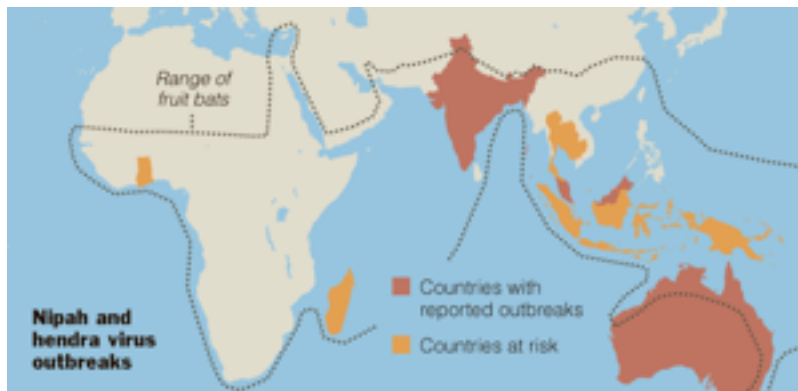 Range of
fruit bats
Nipah and
hendra virus
outbreaks
Countries with
reported outbreaks
Countries at risk